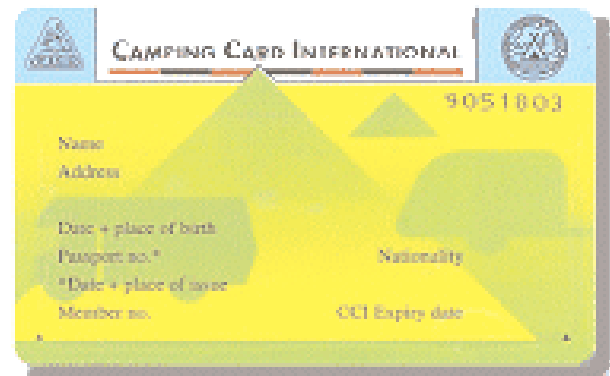 CAMPING CARD INTERNATIONAL
9051803
Name
Address
Date + place of birth
Passport no.*
Nationality
*Date + place of issue
Member no.
CCI Expiry date